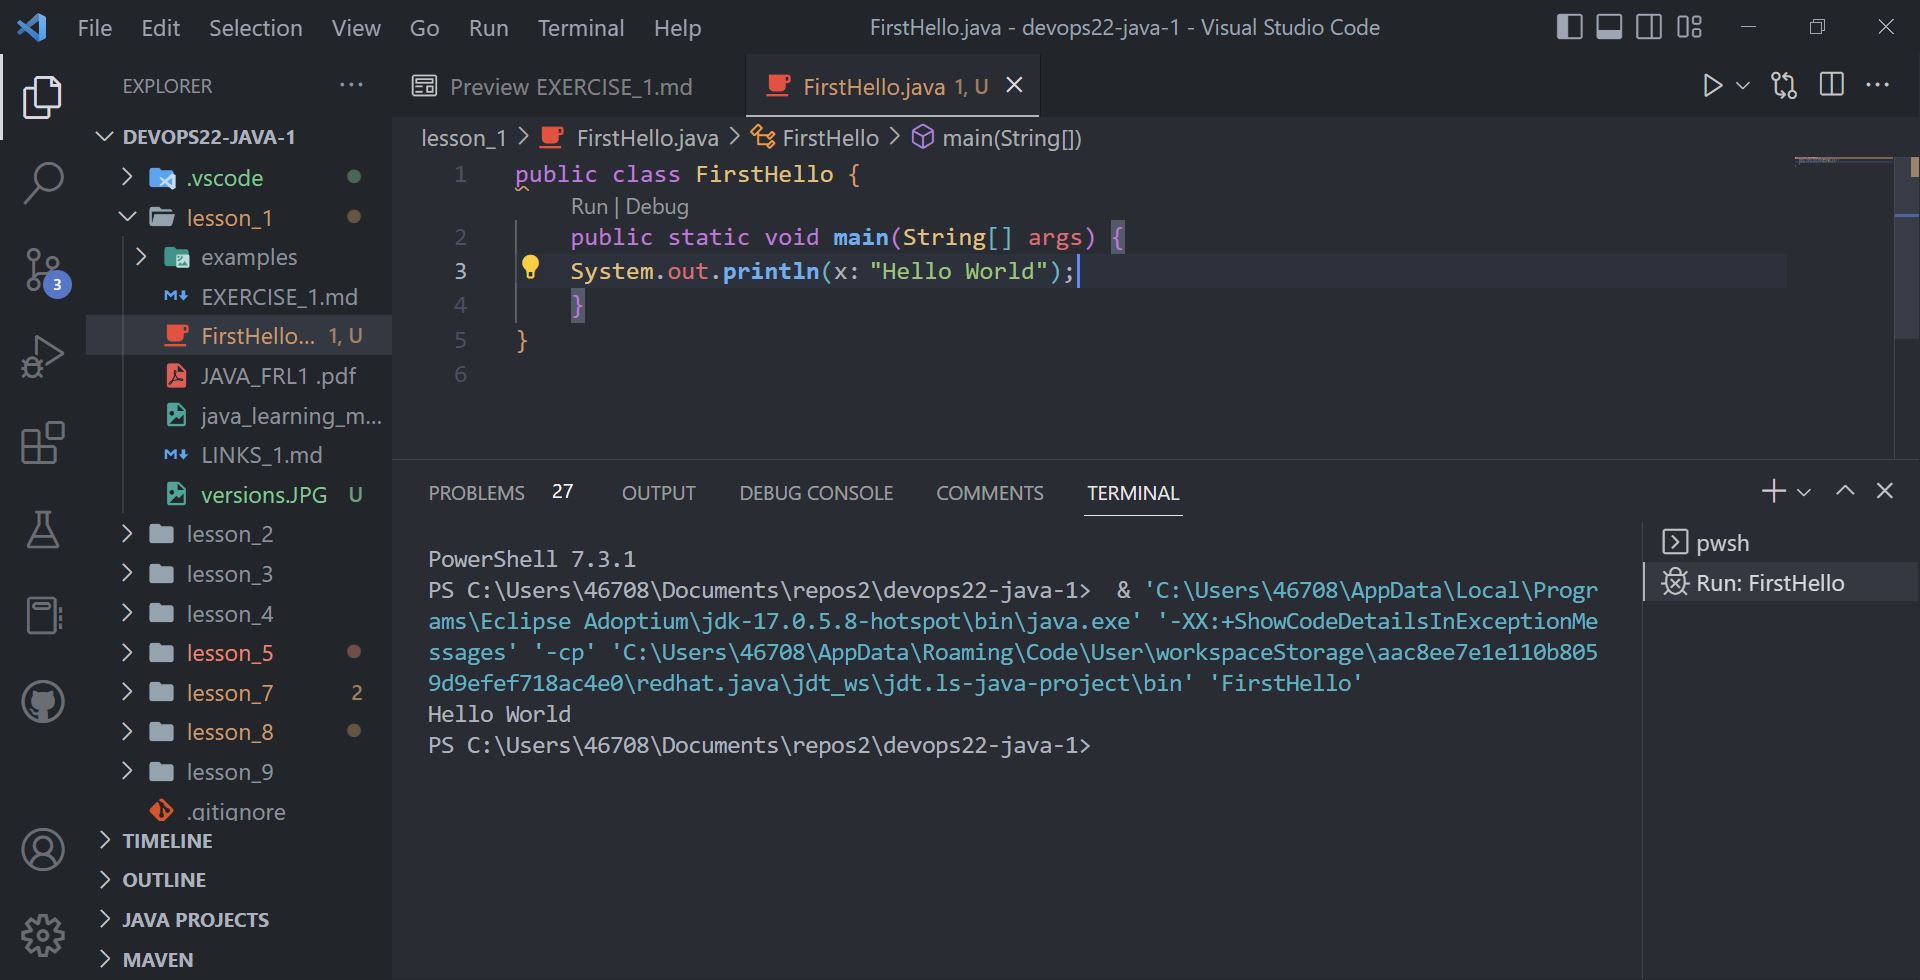 File Edit Selection View Go Run Terminal Help FirstHello.java - devops22-java-1 - Visual Studio Code
EXPLORER ···
DEVOPS22-JAVA-1
.vscode
lesson_1
examples
EXERCISE_1.md
FirstHello... 1, U
JAVA_FRL1 .pdf
java_learning_m...
LINKS_1.md
versions.JPG U
lesson_2
lesson_3
lesson_4
lesson_5
lesson_7 2
lesson_8
lesson_9
.gitignore
TIMELINE
OUTLINE
JAVA PROJECTS
MAVEN
3
Preview EXERCISE_1.md FirstHello.java 1, U
lesson_1 > FirstHello.java > FirstHello > main(String[])
1 public class FirstHello {
Run | Debug
2 public static void main(String[] args) {
3 System.out.println(x: "Hello World");
4 }
5 }
6
PROBLEMS 27 OUTPUT DEBUG CONSOLE COMMENTS TERMINAL
PowerShell 7.3.1
PS C:\Users\46708\Documents\repos2\devops22-java-1>  & 'C:\Users\46708\AppData\Local\Progr
ams\Eclipse Adoptium\jdk-17.0.5.8-hotspot\bin\java.exe' '-XX:+ShowCodeDetailsInExceptionMe
ssages' '-cp' 'C:\Users\46708\AppData\Roaming\Code\User\workspaceStorage\aac8ee7e1e110b805
9d9efef718ac4e0\redhat.java\jdt_ws\jdt.ls-java-project\bin' 'FirstHello'
Hello World
PS C:\Users\46708\Documents\repos2\devops22-java-1>
pwsh
Run: FirstHello